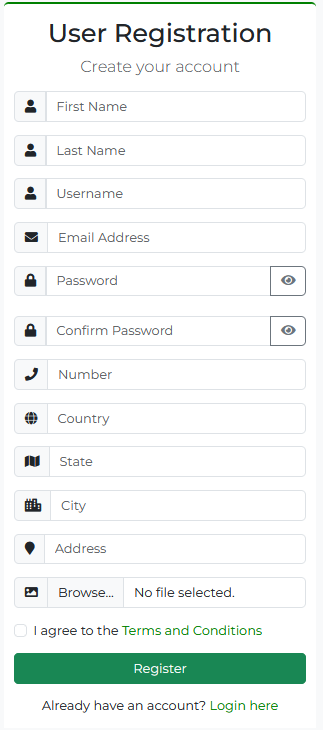 User Registration
Create your account
First Name
Last Name
Username
Email Address
Password
Confirm Password
Number
Country
State
City
Address
Browse... No file selected.
I agree to the Terms and Conditions
Register
Already have an account? Login here